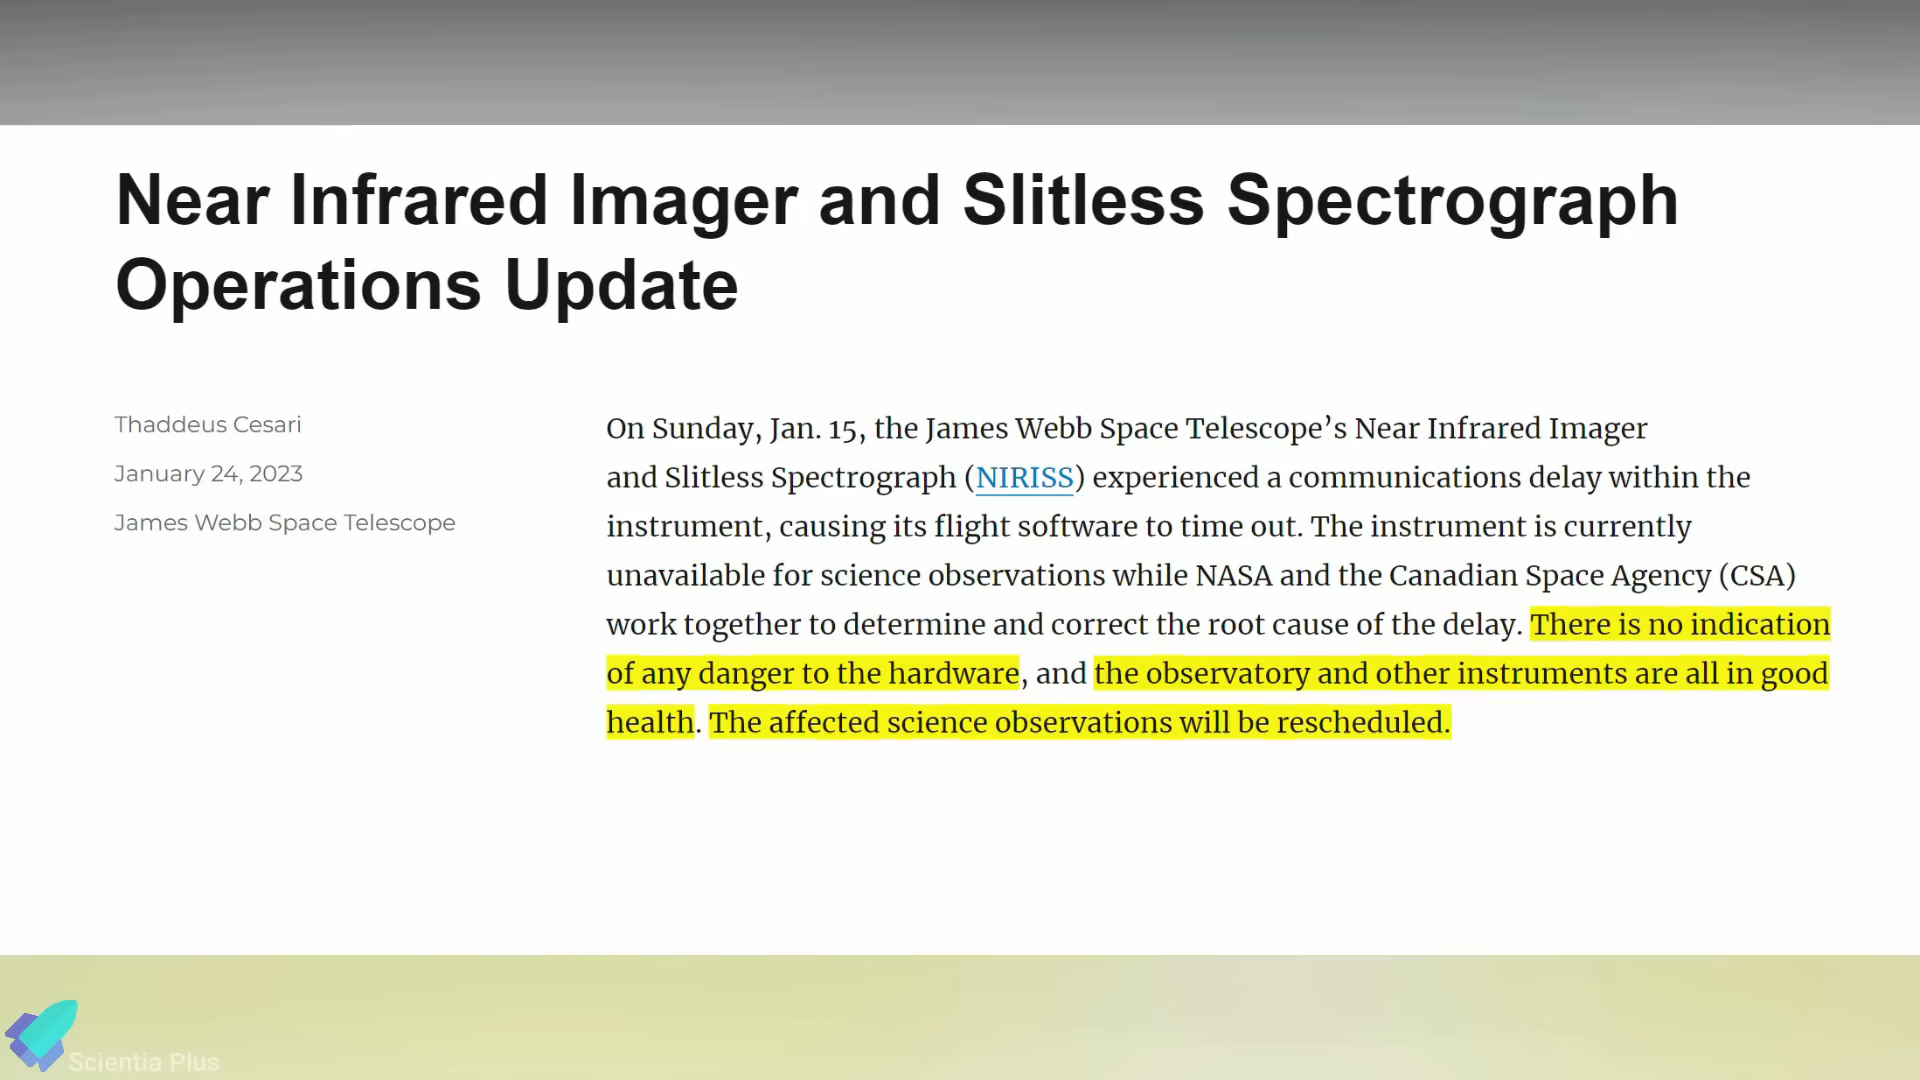 Near Infrared Imager and Slitless Spectrograph
Operations Update
Thaddeus Cesari
January 24, 2023
James Webb Space Telescope
On Sunday, Jan. 15, the James Webb Space Telescope’s Near Infrared Imager
and Slitless Spectrograph (NIRISS) experienced a communications delay within the
instrument, causing its flight software to time out. The instrument is currently
unavailable for science observations while NASA and the Canadian Space Agency (CSA)
work together to determine and correct the root cause of the delay. There is no indication
of any danger to the hardware, and the observatory and other instruments are all in good
health. The affected science observations will be rescheduled.
Scientia Plus